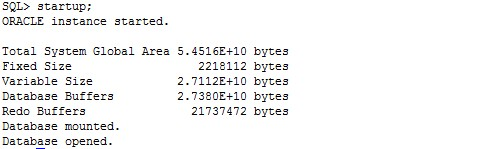 SQL> startup;
ORACLE instance started.
Total System Global Area 5.4516E+10 bytes
Fixed Size 2218112 bytes
Variable Size 2.7112E+10 bytes
Database Buffers 2.7380E+10 bytes
Redo Buffers 21737472 bytes
Database mounted.
Database opened.